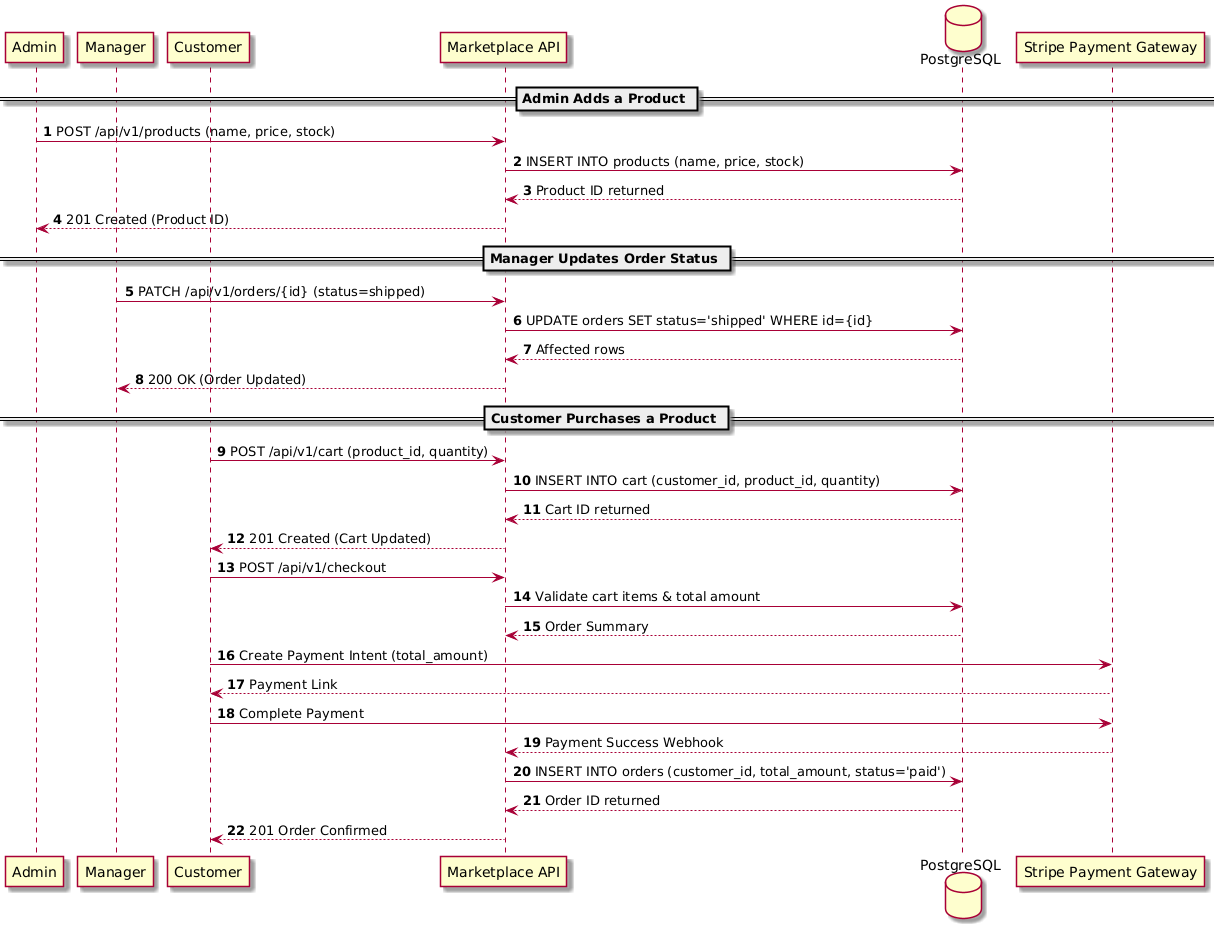 Admin Manager Customer Marketplace API PostgreSQL Stripe Payment Gateway
Admin Adds a Product
1 POST /api/v1/products (name, price, stock)
2 INSERT INTO products (name, price, stock)
3 Product ID returned
4 201 Created (Product ID)
Manager Updates Order Status
5 PATCH /api/v1/orders/{id} (status=shipped)
6 UPDATE orders SET status='shipped' WHERE id={id}
7 Affected rows
8 200 OK (Order Updated)
Customer Purchases a Product
9 POST /api/v1/cart (product_id, quantity)
10 INSERT INTO cart (customer_id, product_id, quantity)
11 Cart ID returned
12 201 Created (Cart Updated)
13 POST /api/v1/checkout
14 Validate cart items & total amount
15 Order Summary
16 Create Payment Intent (total_amount)
17 Payment Link
18 Complete Payment
19 Payment Success Webhook
20 INSERT INTO orders (customer_id, total_amount, status='paid')
21 Order ID returned
22 201 Order Confirmed
Admin Manager Customer Marketplace API PostgreSQL Stripe Payment Gateway